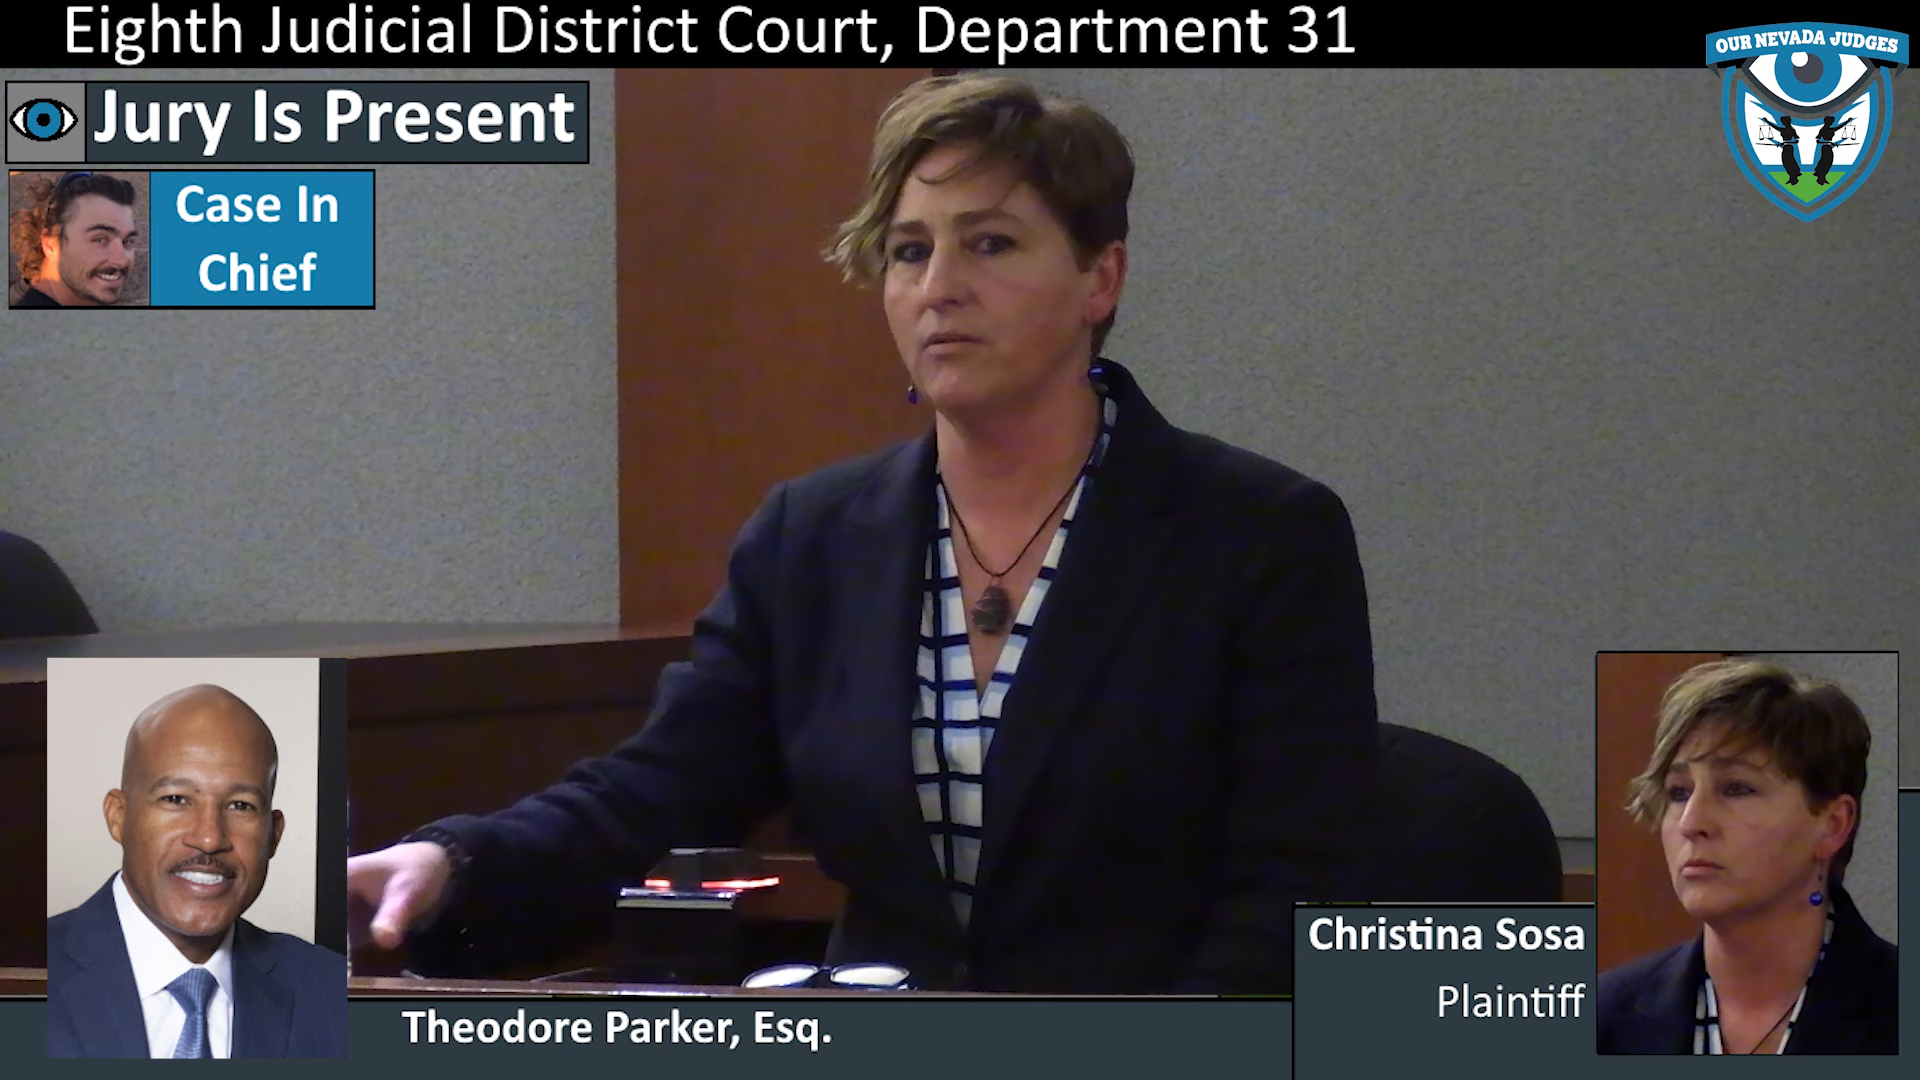 Eighth Judicial District Court, Department 31
OUR NEVADA JUDGES
Jury Is Present
Case In
Chief
Christina Sosa
Plaintiff
Theodore Parker, Esq.